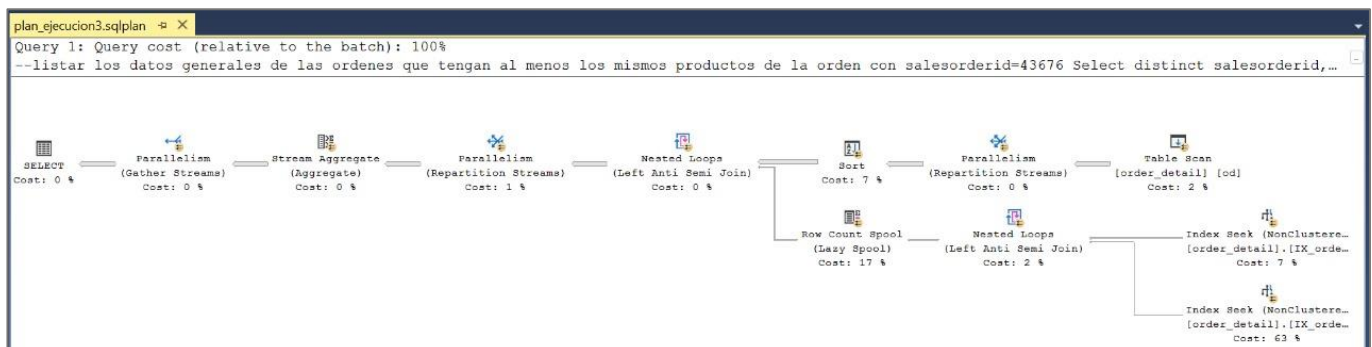 plan_ejecucion3.sqlplan
Query 1: Query cost (relative to the batch): 100%
--listar los datos generales de las ordenes que tengan al menos los mismos productos de la orden con salesorderid=43676 Select distinct salesorderid,…
SELECT
Cost: 0 %
Parallelism
(Gather Streams)
Cost: 0 %
Stream Aggregate
(Aggregate)
Cost: 0 %
Parallelism
(Repartition Streams)
Cost: 1 %
Nested Loops
(Left Anti Semi Join)
Cost: 0 %
Sort
Cost: 7 %
Parallelism
(Repartition Streams)
Cost: 0 %
Table Scan
[order_detail] [od]
Cost: 2 %
Row Count Spool
(Lazy Spool)
Cost: 17 %
Nested Loops
(Left Anti Semi Join)
Cost: 2 %
Index Seek (NonClustere…
[order_detail].[IX_orde…
Cost: 7 %
Index Seek (NonClustere…
[order_detail].[IX_orde…
Cost: 63 %